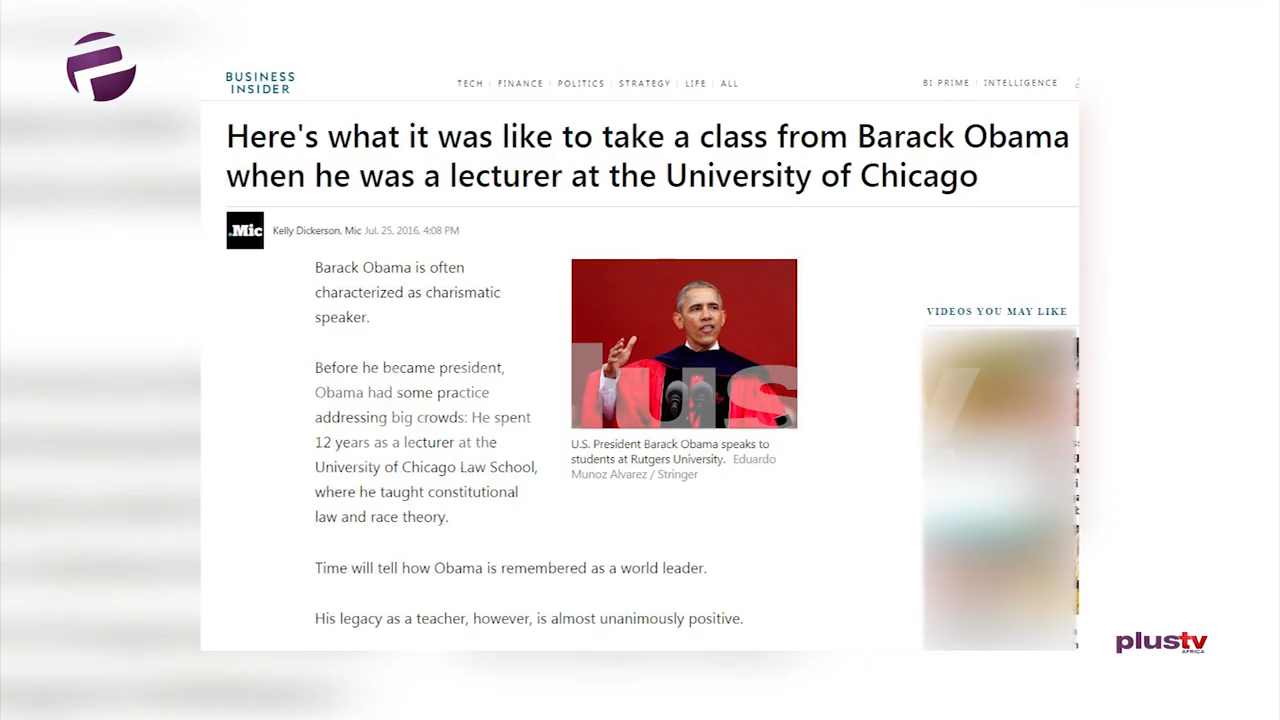 BUSINESS
INSIDER
TECH | FINANCE | POLITICS | STRATEGY | LIFE | ALL
BI PRIME | INTELLIGENCE
Here's what it was like to take a class from Barack Obama
when he was a lecturer at the University of Chicago
.Mic
Kelly Dickerson, Mic Jul. 25, 2016, 4:08 PM
Barack Obama is often
characterized as charismatic
speaker.
Before he became president,
Obama had some practice
addressing big crowds: He spent
12 years as a lecturer at the
University of Chicago Law School,
where he taught constitutional
law and race theory.
U.S. President Barack Obama speaks to
students at Rutgers University. Eduardo
Munoz Alvarez / Stringer
Time will tell how Obama is remembered as a world leader.
His legacy as a teacher, however, is almost unanimously positive.
VIDEOS YOU MAY LIKE
plustv
AFRICA